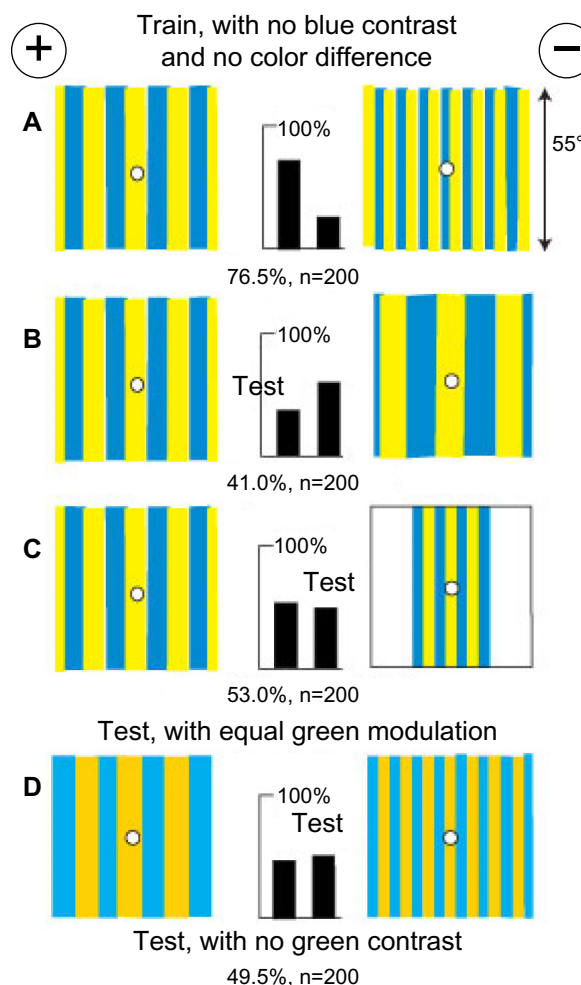 Train, with no blue contrast
and no color difference
+
−
A
100%
55°
76.5%, n=200
B
100%
Test
41.0%, n=200
C
100%
Test
53.0%, n=200
Test, with equal green modulation
D
100%
Test
Test, with no green contrast
49.5%, n=200